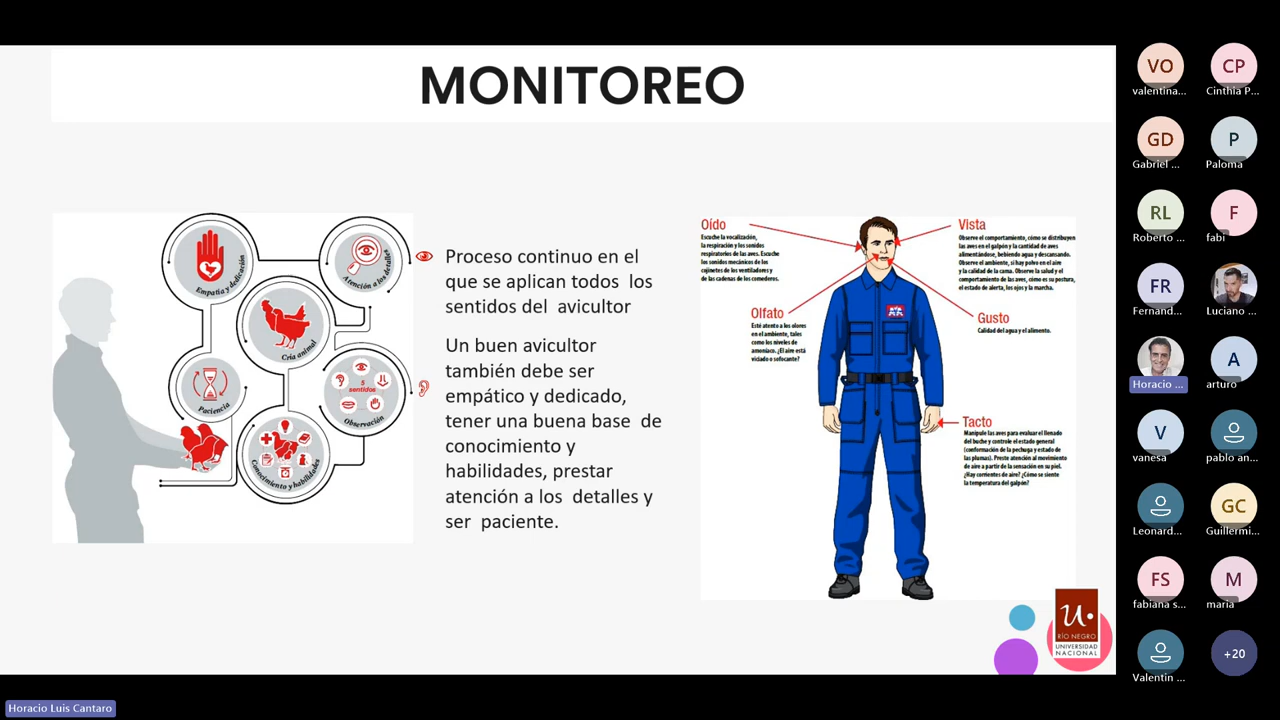 MONITOREO
Empatía y dedicación
Atención a los detalles
Cría animal
Paciencia
5
sentidos
Observación
Conocimiento y habilidades
Proceso continuo en el
que se aplican todos los
sentidos del avicultor
Un buen avicultor
también debe ser
empático y dedicado,
tener una buena base de
conocimiento y
habilidades, prestar
atención a los detalles y
ser paciente.
Oído
Escuche la vocalización,
la respiración y los sonidos
respiratorios de las aves. Escuche
los sonidos mecánicos de los
cojinetes de los ventiladores y
de las cadenas de los comederos.
Vista
Observe el comportamiento, cómo se distribuyen
las aves en el galpón y la cantidad de aves
alimentándose, bebiendo agua y descansando.
Observe el ambiente, si hay polvo en el aire
y la calidad de la cama. Observe la salud y el
comportamiento de las aves, cómo es su postura,
el estado de alerta, los ojos y la marcha.
Olfato
Esté atento a los olores
en el ambiente, tales
como los niveles de
amoníaco. ¿El aire está
viciado o sofocante?
Gusto
Calidad del agua y el alimento.
Tacto
Manipule las aves para evaluar el llenado
del buche y controle el estado general
(conformación de la pechuga y estado de
las plumas). Preste atención al movimiento
de aire a partir de la sensación en su piel.
¿Hay corrientes de aire? ¿Cómo se siente
la temperatura del galpón?
u.
RÍO NEGRO
UNIVERSIDAD
NACIONAL
VO
valentina...
CP
Cinthia P...
GD
Gabriel ...
P
Paloma
RL
Roberto ...
F
fabi
FR
Fernand...
Luciano ...
Horacio ...
A
arturo
V
vanesa
pablo an...
Leonard...
GC
Guillermi...
FS
fabiana s...
M
maria
Valentin ...
+20
Horacio Luis Cantaro